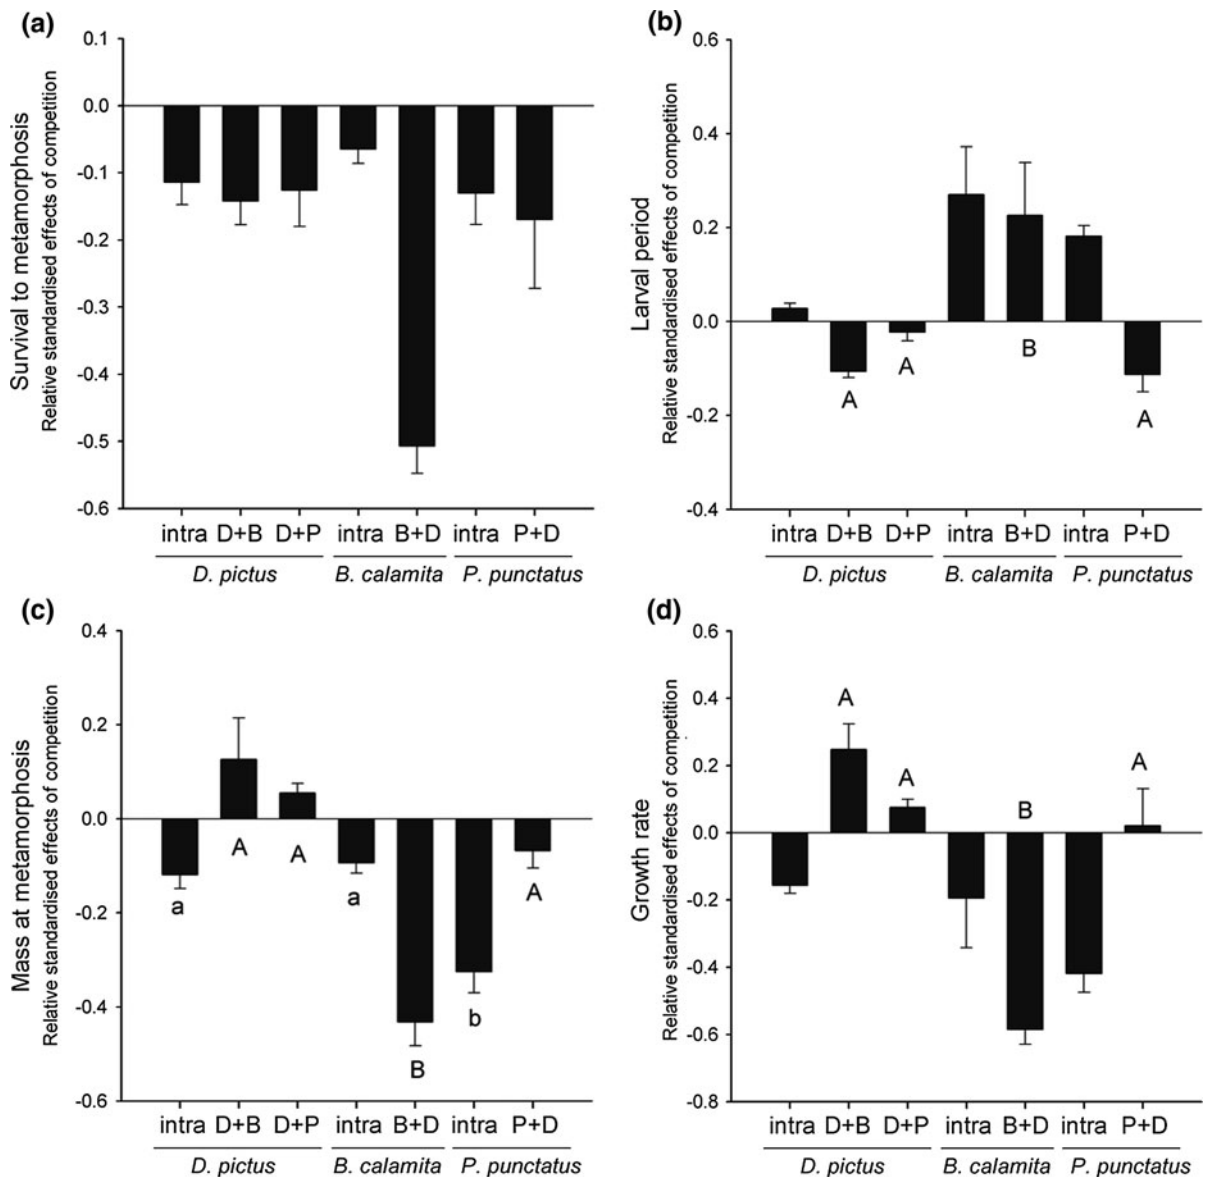 (a)
Survival to metamorphosis
Relative standardised effects of competition
0.1
0.0
-0.1
-0.2
-0.3
-0.4
-0.5
-0.6
intra D+B D+P intra B+D intra P+D
D. pictus B. calamita P. punctatus
(b)
Larval period
Relative standardised effects of competition
0.6
0.4
0.2
0.0
-0.2
-0.4
A
A
B
A
intra D+B D+P intra B+D intra P+D
D. pictus B. calamita P. punctatus
(c)
Mass at metamorphosis
Relative standardised effects of competition
0.4
0.2
0.0
-0.2
-0.4
-0.6
a
A
A
a
B
b
A
intra D+B D+P intra B+D intra P+D
D. pictus B. calamita P. punctatus
(d)
Growth rate
Relative standardised effects of competition
0.6
0.4
0.2
0.0
-0.2
-0.4
-0.6
-0.8
A
A
B
A
intra D+B D+P intra B+D intra P+D
D. pictus B. calamita P. punctatus